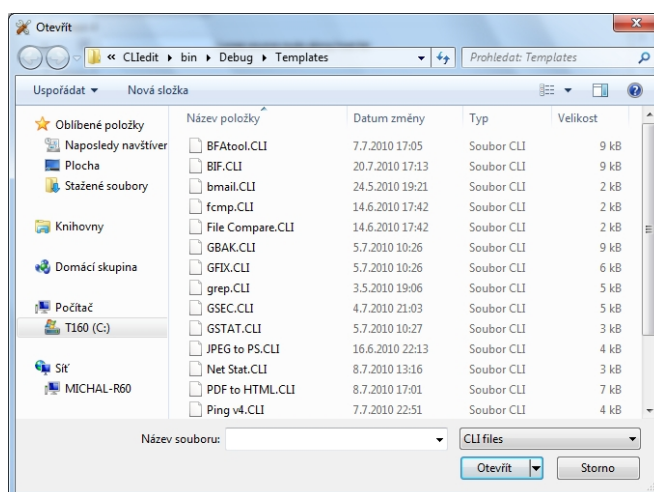 Otevřít
« CLIedit ▸ bin ▸ Debug ▸ Templates
Prohledat: Templates
Uspořádat
Nová složka
Oblíbené položky
Naposledy navštíven
Plocha
Stažené soubory
Knihovny
Domácí skupina
Počítač
T160 (C:)
Síť
MICHAL-R60
Název položky Datum změny Typ Velikost
BFAtool.CLI 7.7.2010 17:05 Soubor CLI 9 kB
BIF.CLI 20.7.2010 17:13 Soubor CLI 9 kB
bmail.CLI 24.5.2010 19:21 Soubor CLI 2 kB
fcmp.CLI 14.6.2010 17:42 Soubor CLI 2 kB
File Compare.CLI 14.6.2010 17:42 Soubor CLI 2 kB
GBAK.CLI 5.7.2010 10:26 Soubor CLI 9 kB
GFIX.CLI 5.7.2010 10:26 Soubor CLI 6 kB
grep.CLI 3.5.2010 19:06 Soubor CLI 5 kB
GSEC.CLI 4.7.2010 21:03 Soubor CLI 5 kB
GSTAT.CLI 5.7.2010 10:27 Soubor CLI 3 kB
JPEG to PS.CLI 16.6.2010 22:13 Soubor CLI 4 kB
Net Stat.CLI 8.7.2010 13:16 Soubor CLI 3 kB
PDF to HTML.CLI 8.7.2010 17:01 Soubor CLI 7 kB
Ping v4.CLI 7.7.2010 22:51 Soubor CLI 4 kB
Název souboru:
CLI files
Otevřít
Storno